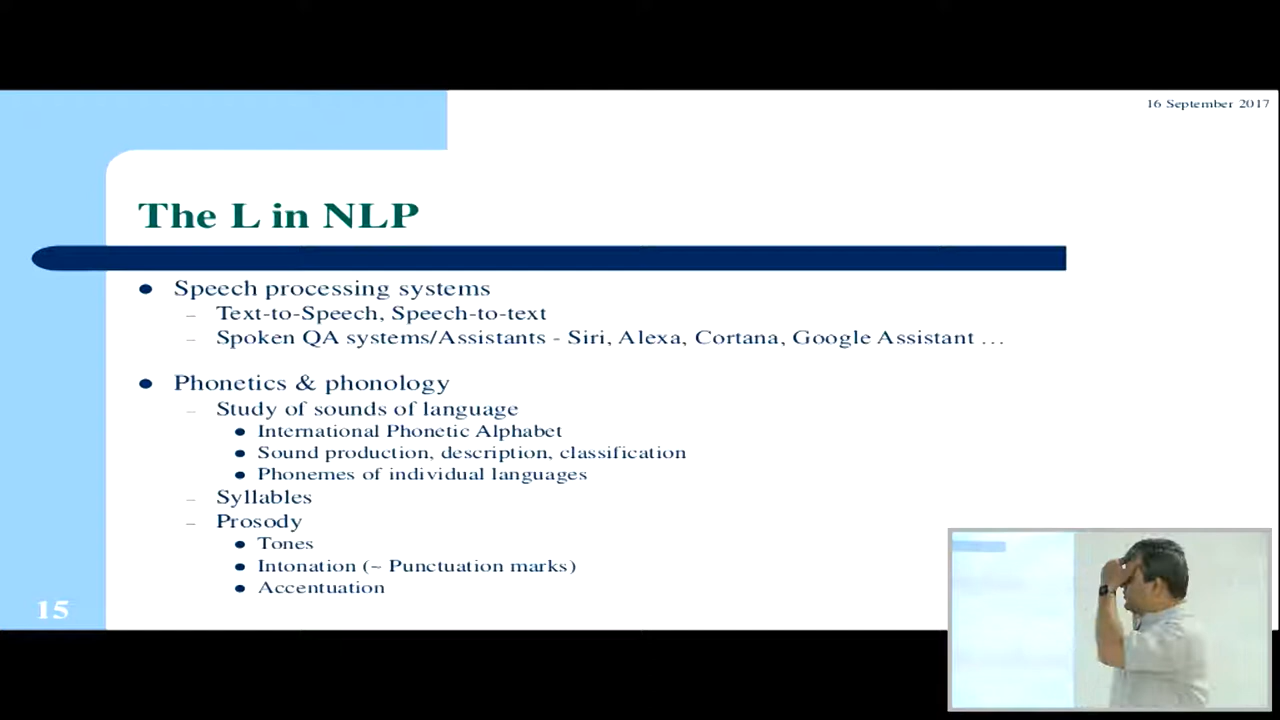 16 September 2017
The L in NLP
Speech processing systems
– Text-to-Speech, Speech-to-text
– Spoken QA systems/Assistants - Siri, Alexa, Cortana, Google Assistant …
Phonetics & phonology
– Study of sounds of language
International Phonetic Alphabet
Sound production, description, classification
Phonemes of individual languages
– Syllables
– Prosody
Tones
Intonation (~ Punctuation marks)
Accentuation
15